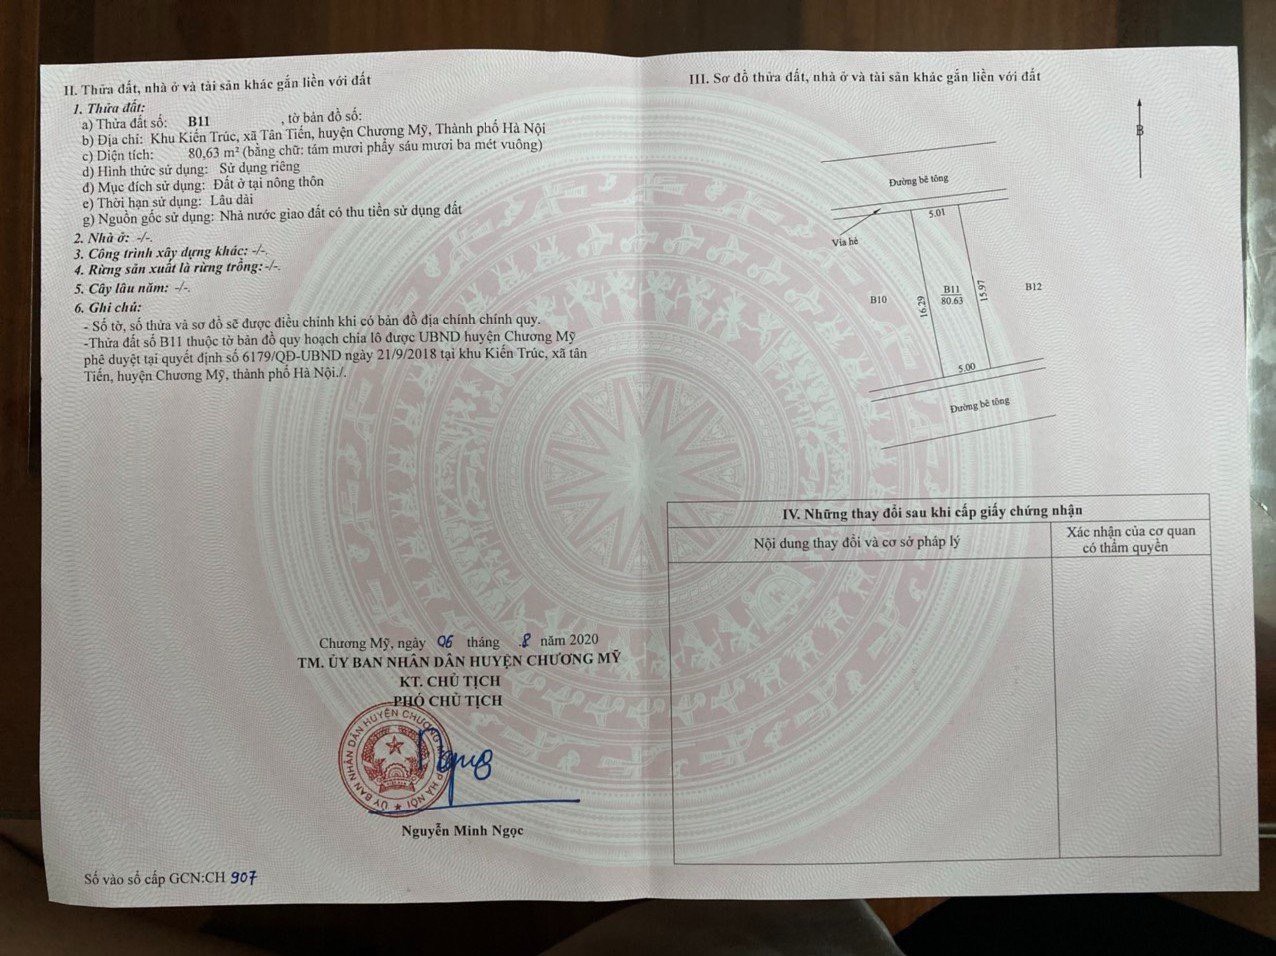 II. Thửa đất, nhà ở và tài sản khác gắn liền với đất
1. Thửa đất:
a) Thửa đất số: B11 , tờ bản đồ số:
b) Địa chỉ: Khu Kiến Trúc, xã Tân Tiến, huyện Chương Mỹ, Thành phố Hà Nội
c) Diện tích: 80,63 m² (bằng chữ: tám mươi phẩy sáu mươi ba mét vuông)
d) Hình thức sử dụng: Sử dụng riêng
đ) Mục đích sử dụng: Đất ở tại nông thôn
e) Thời hạn sử dụng: Lâu dài
g) Nguồn gốc sử dụng: Nhà nước giao đất có thu tiền sử dụng đất
2. Nhà ở: -/-.
3. Công trình xây dựng khác: -/-.
4. Rừng sản xuất là rừng trồng: -/-.
5. Cây lâu năm: -/-.
6. Ghi chú:
- Số tờ, số thửa và sơ đồ sẽ được điều chỉnh khi có bản đồ địa chính chính quy.
-Thửa đất số B11 thuộc tờ bản đồ quy hoạch chia lô được UBND huyện Chương Mỹ
phê duyệt tại quyết định số 6179/QĐ-UBND ngày 21/9/2018 tại khu Kiến Trúc, xã tân
Tiến, huyện Chương Mỹ, thành phố Hà Nội./.
Chương Mỹ, ngày 06 tháng 8 năm 2020
TM. ỦY BAN NHÂN DÂN HUYỆN CHƯƠNG MỸ
KT. CHỦ TỊCH
PHÓ CHỦ TỊCH
ỦY BAN NHÂN DÂN HUYỆN CHƯƠNG MỸ TP HÀ NỘI
Nguyễn Minh Ngọc
Số vào sổ cấp GCN:CH 907
III. Sơ đồ thửa đất, nhà ở và tài sản khác gắn liền với đất
B
Đường bê tông
5.01
Vỉa hè
B10
16.29
B11
80.63
15.97
B12
5.00
Đường bê tông
IV. Những thay đổi sau khi cấp giấy chứng nhận
Nội dung thay đổi và cơ sở pháp lý
Xác nhận của cơ quan
có thẩm quyền